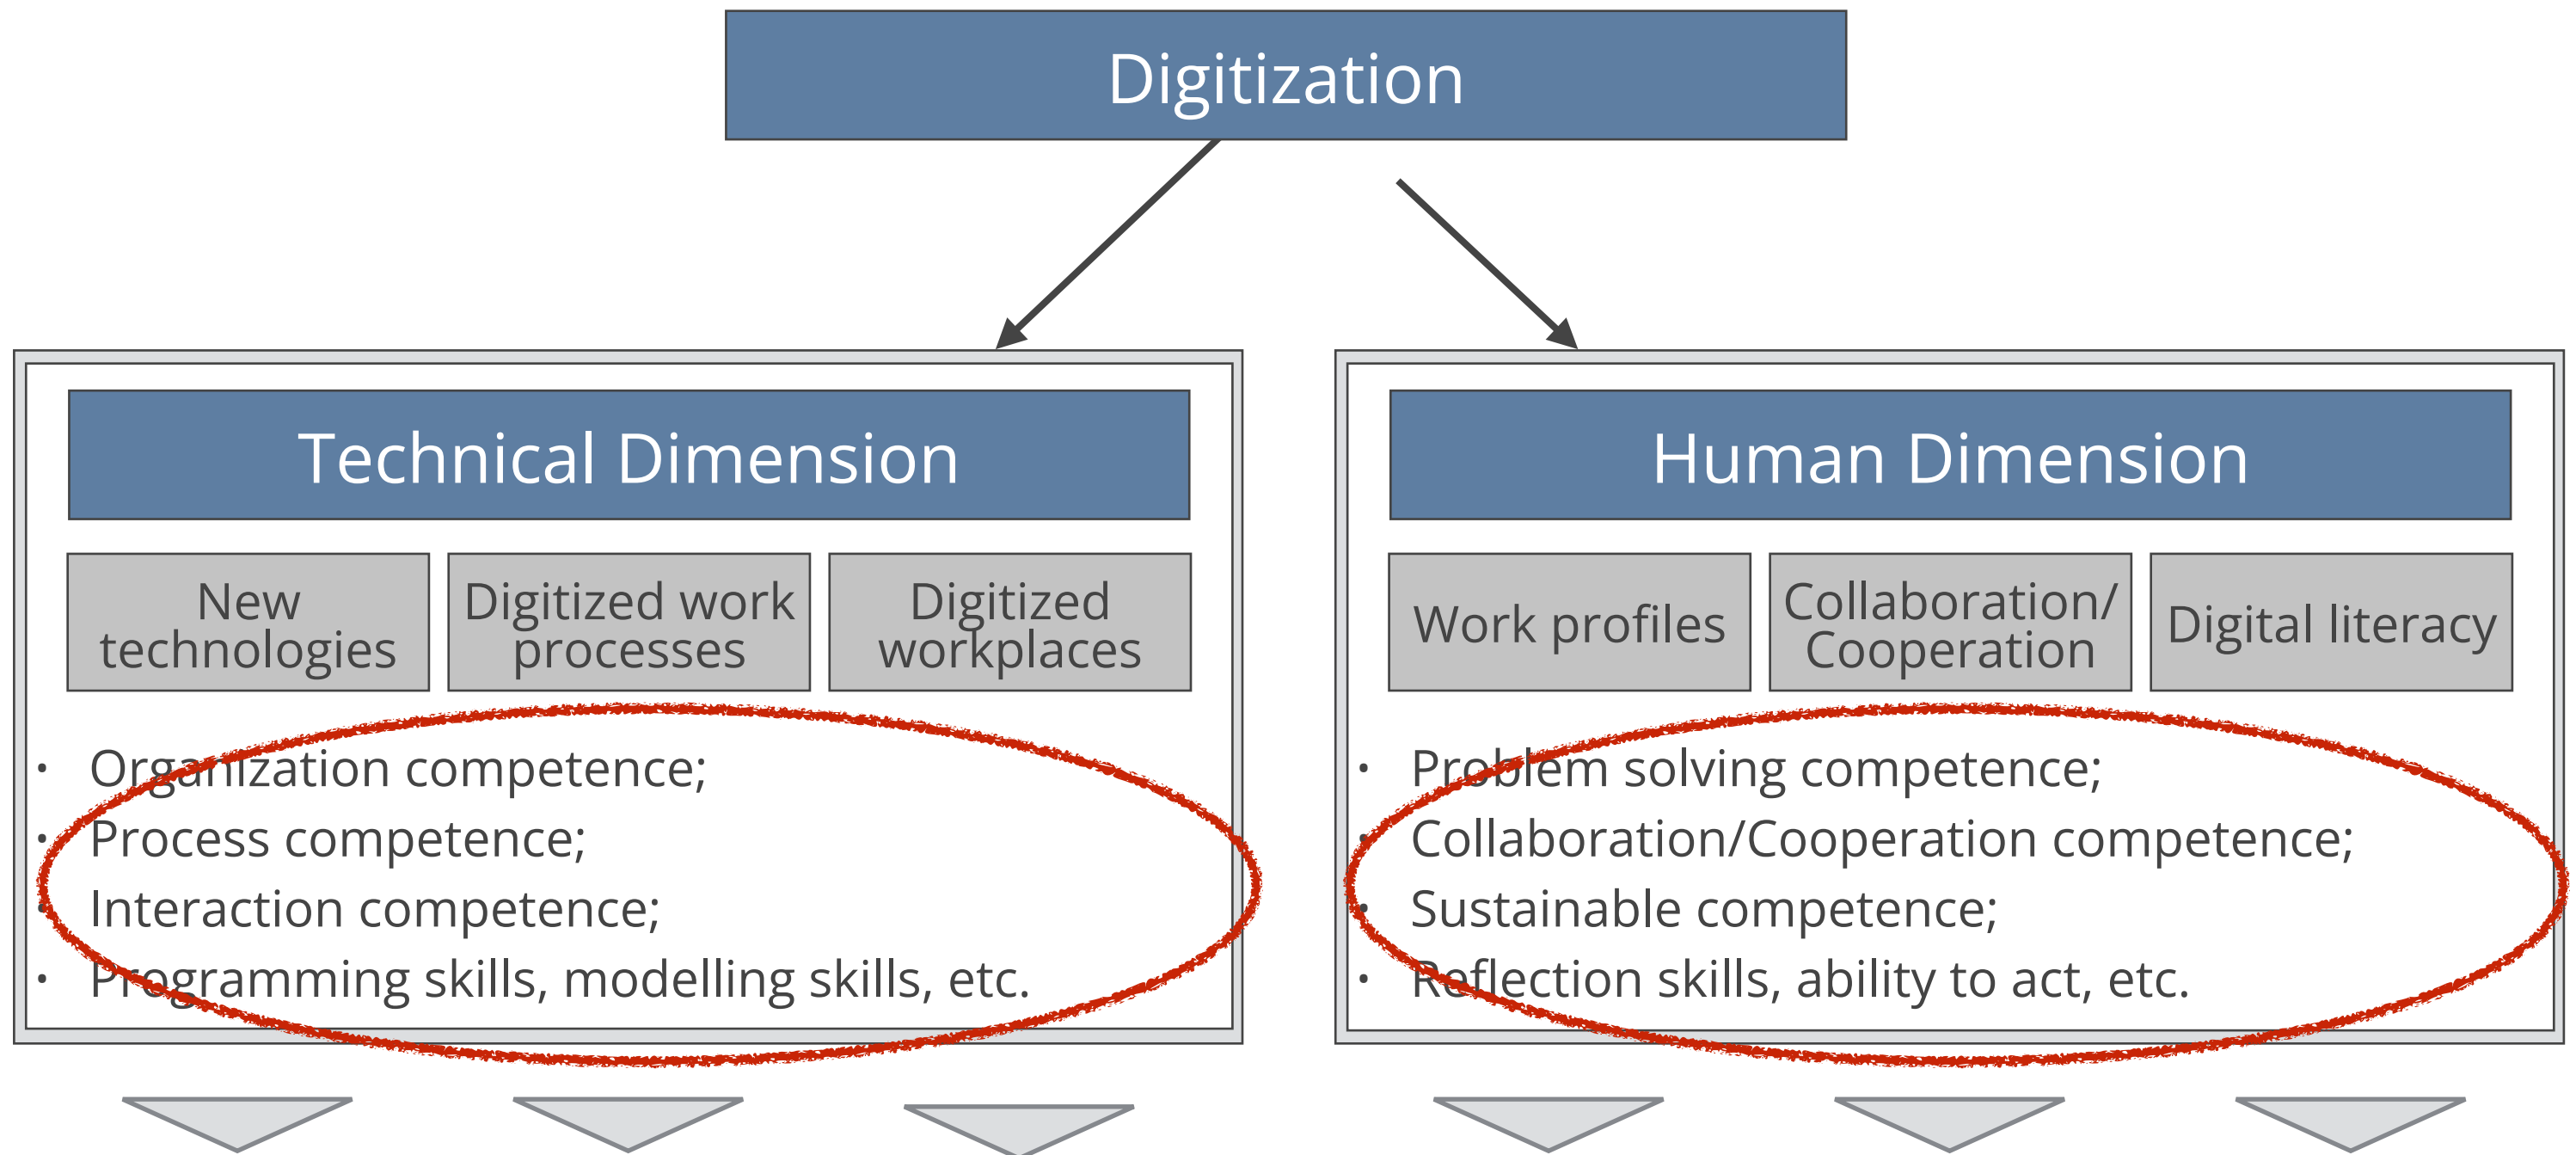 Digitization
Technical Dimension
New
technologies
Digitized work
processes
Digitized
workplaces
• Organization competence;
• Process competence;
• Interaction competence;
• Programming skills, modelling skills, etc.
Human Dimension
Work profiles
Collaboration/
Cooperation
Digital literacy
• Problem solving competence;
• Collaboration/Cooperation competence;
• Sustainable competence;
• Reflection skills, ability to act, etc.